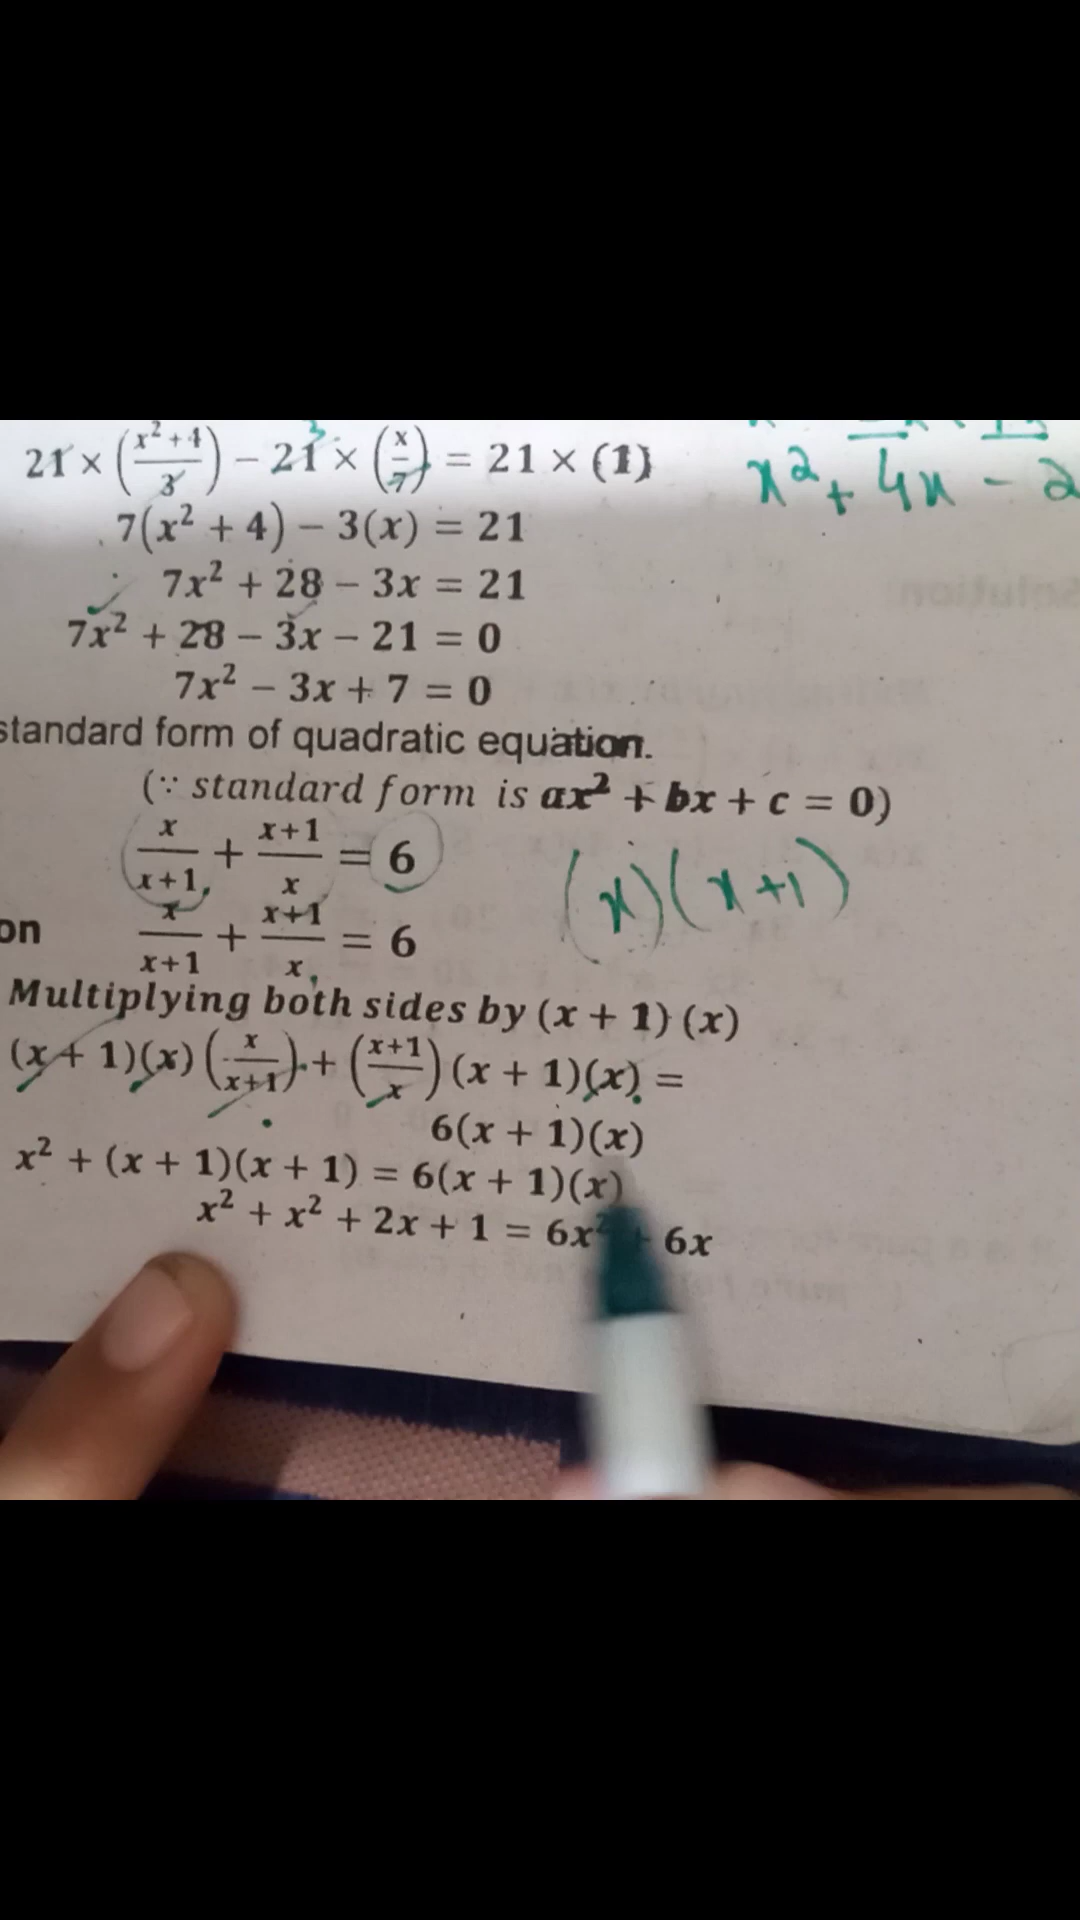 21 × (x²+4/3) − 21 × (x/7) = 21 × (1)
3
x² + 4x − 2
7(x² + 4) − 3(x) = 21
7x² + 28 − 3x = 21
7x² + 28 − 3x − 21 = 0
7x² − 3x + 7 = 0
standard form of quadratic equation.
(∵ standard form is ax² + bx + c = 0)
x/x+1 + x+1/x = 6
(x)(x+1)
on x/x+1 + x+1/x = 6
Multiplying both sides by (x + 1) (x)
(x + 1)(x) (x/x+1) + (x+1/x) (x + 1)(x) =
6(x + 1)(x)
x² + (x + 1)(x + 1) = 6(x + 1)(x)
x² + x² + 2x + 1 = 6x² 6x